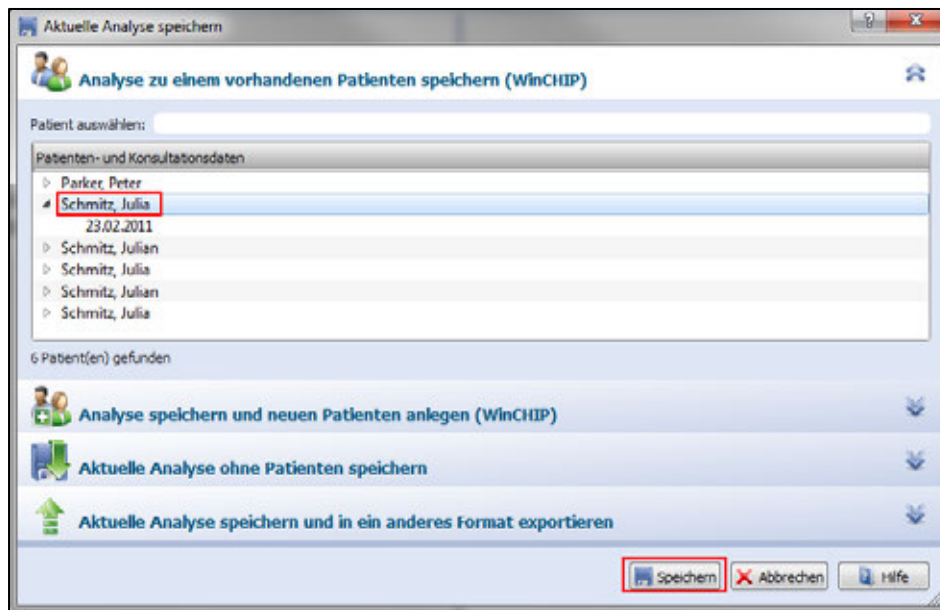 Aktuelle Analyse speichern
Analyse zu einem vorhandenen Patienten speichern (WinCHIP)
Patient auswählen:
Patienten- und Konsultationsdaten
Parker, Peter
Schmitz, Julia
23.02.2011
Schmitz, Julian
Schmitz, Julia
Schmitz, Julian
Schmitz, Julia
6 Patient(en) gefunden
Analyse speichern und neuen Patienten anlegen (WinCHIP)
Aktuelle Analyse ohne Patienten speichern
Aktuelle Analyse speichern und in ein anderes Format exportieren
Speichern Abbrechen Hilfe